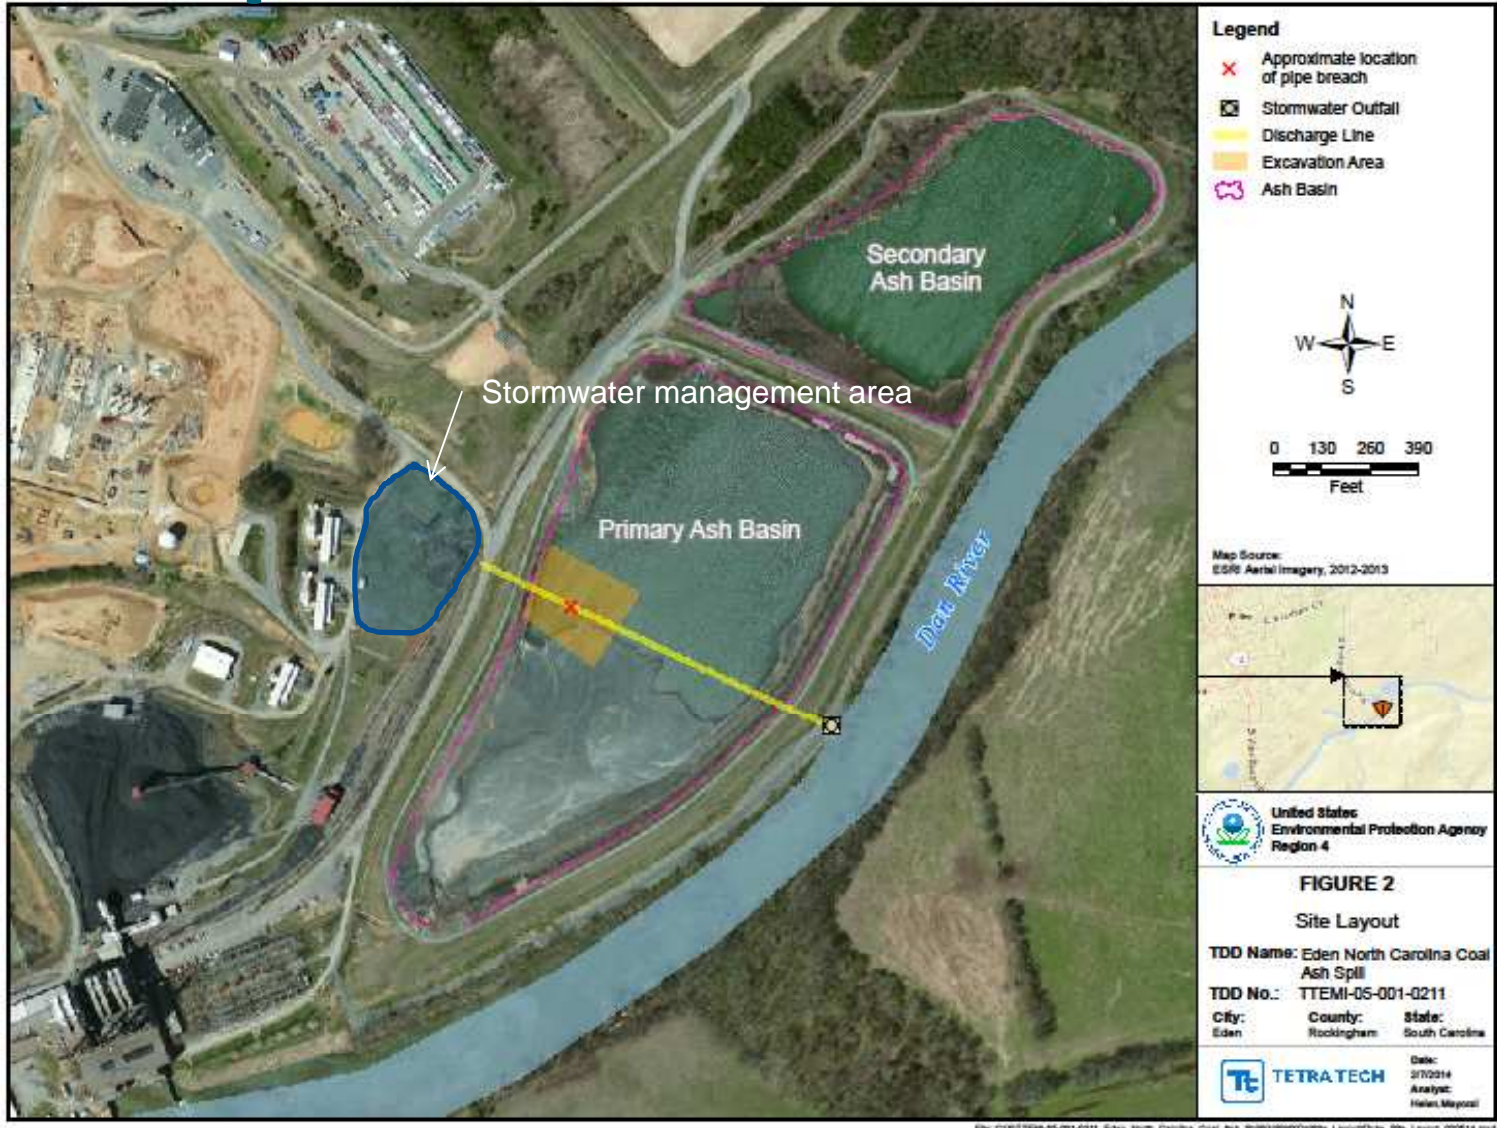 Stormwater management area
Secondary
Ash Basin
Primary Ash Basin
Dan River
Legend
Approximate location
of pipe breach
Stormwater Outfall
Discharge Line
Excavation Area
Ash Basin
N
W E
S
0 130 260 390
Feet
Map Source:
ESRI Aerial Imagery, 2012-2013
United States
Environmental Protection Agency
Region 4
FIGURE 2
Site Layout
TDD Name: Eden North Carolina Coal
Ash Spill
TDD No.: TTEMI-05-001-0211
City: County: State:
Eden Rockingham South Carolina
Tt TETRA TECH
Date:
2/7/2014
Analyst:
Helen.Mayoral